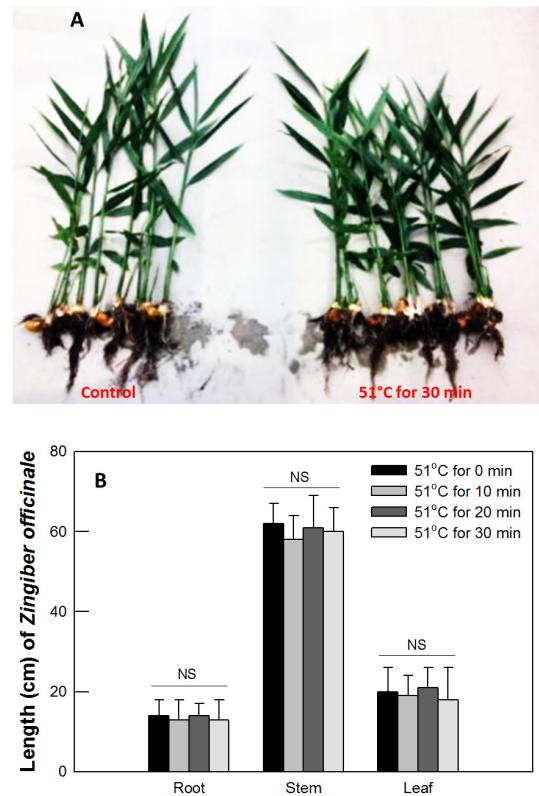 A
Control
51°C for 30 min
B
Length (cm) of Zingiber officinale
80
60
40
20
0
NS
NS
NS
51°C for 0 min
51°C for 10 min
51°C for 20 min
51°C for 30 min
Root
Stem
Leaf